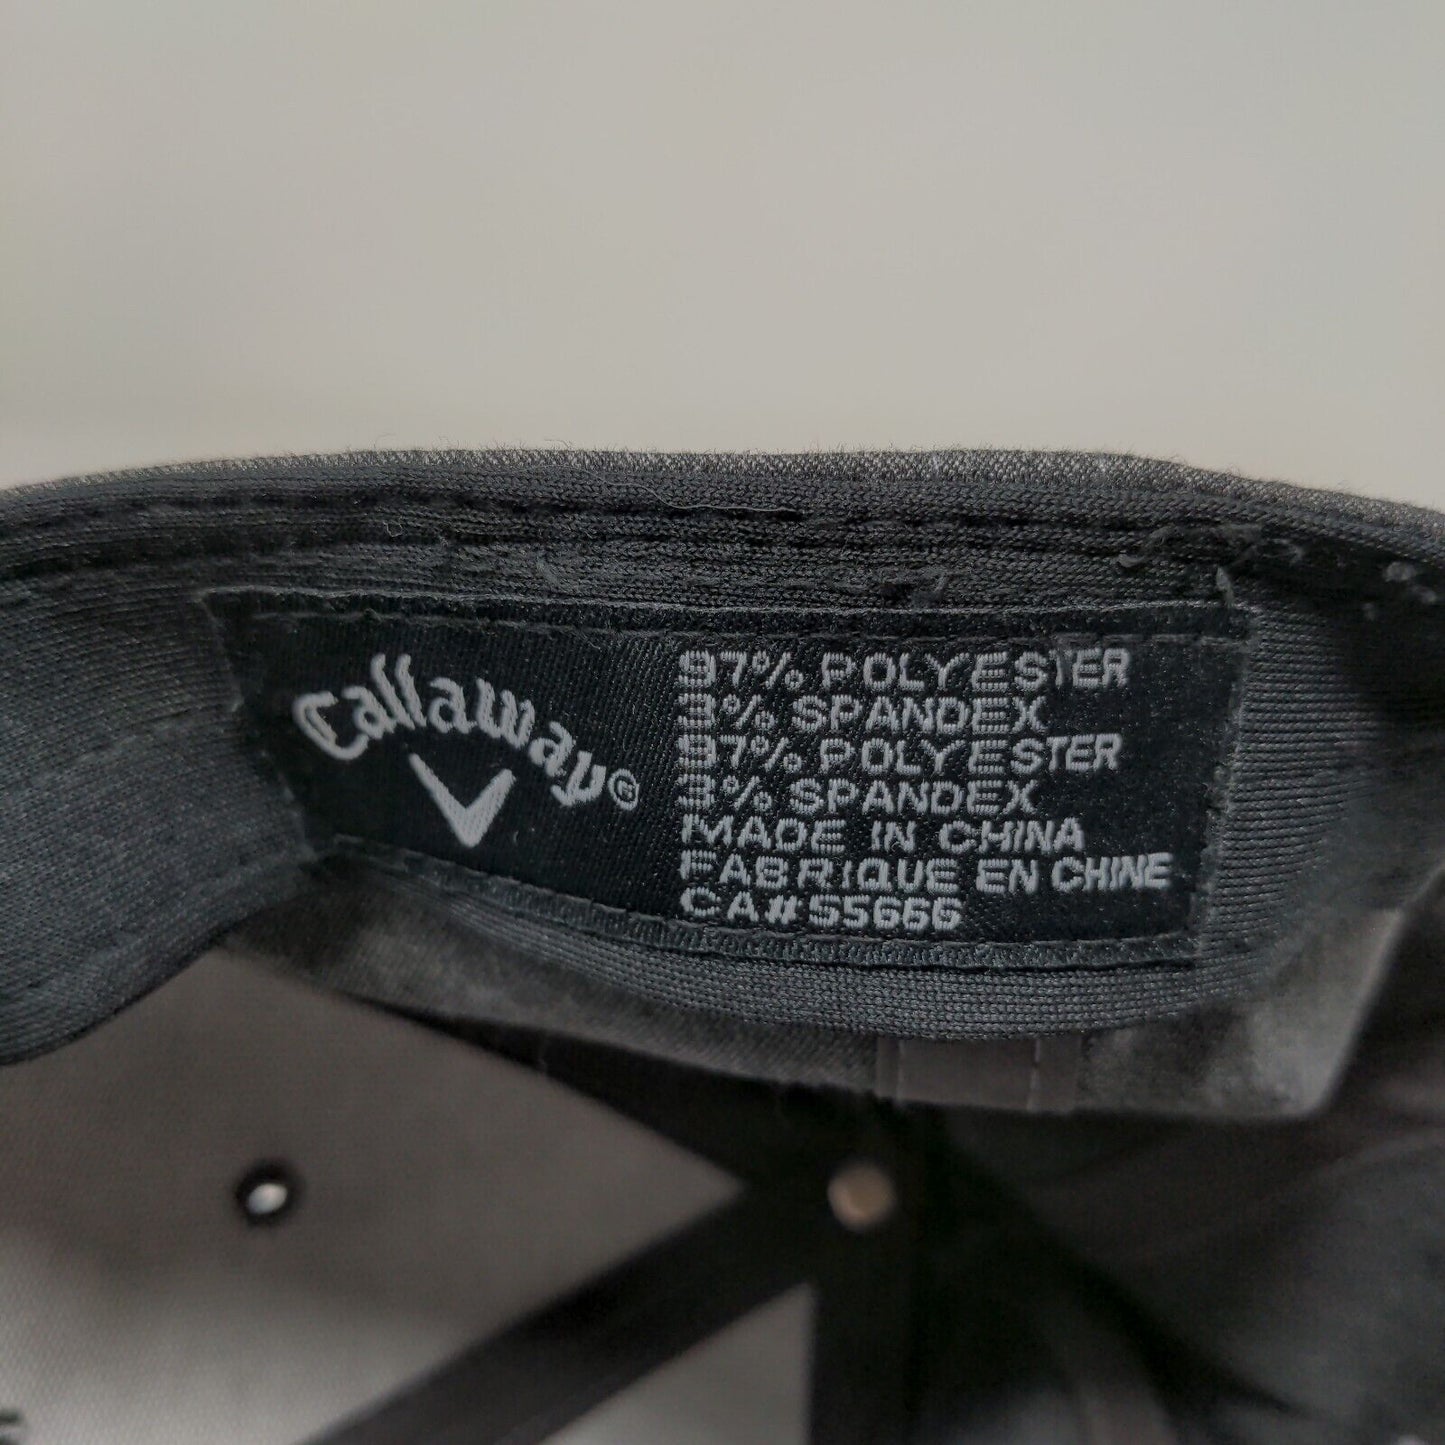 Callaway®
97% POLYESTER
3% SPANDEX
97% POLYESTER
3% SPANDEX
MADE IN CHINA
FABRIQUE EN CHINE
CA#55666